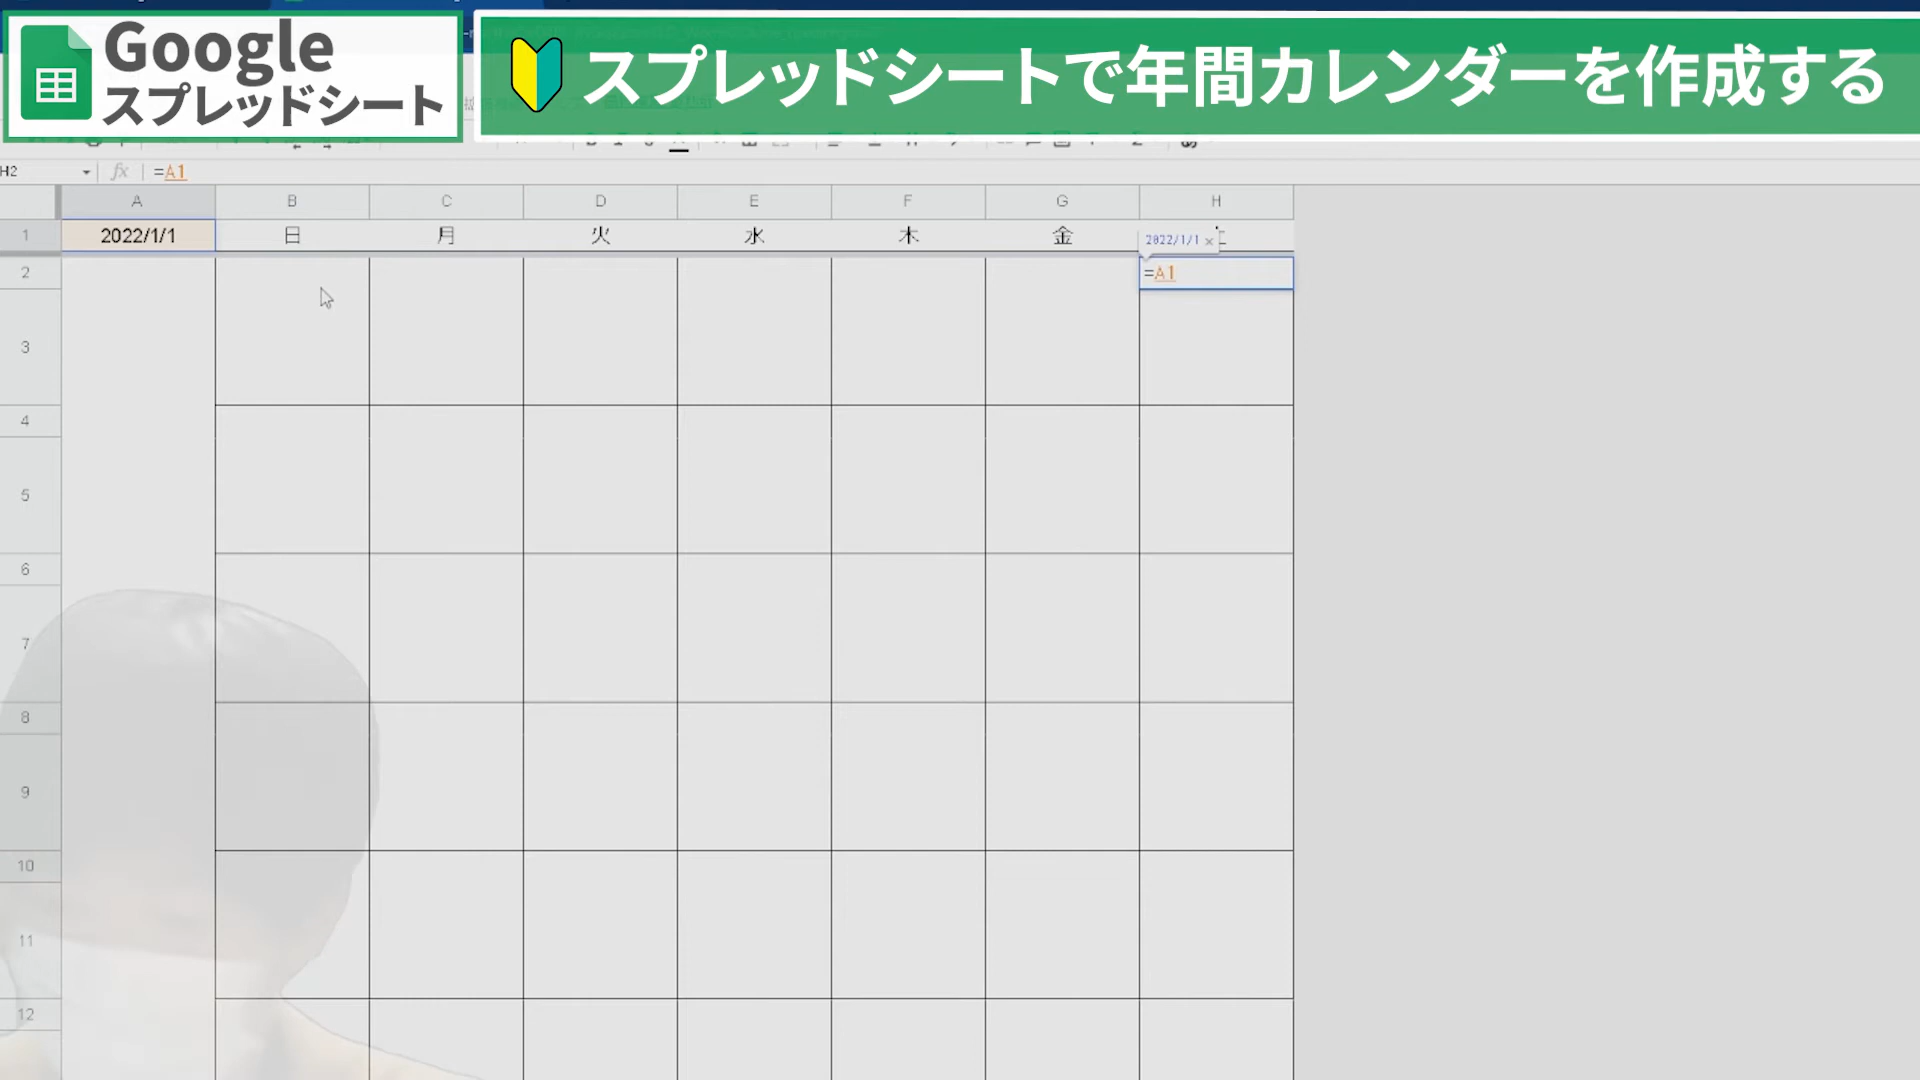 Google
スプレッドシート
スプレッドシートで年間カレンダーを作成する
H2
fx
=A1
A B C D E F G H
1 2022/1/1 日 月 火 水 木 金
2022/1/1 ×
2 =A1
3
4
5
6
7
8
9
10
11
12